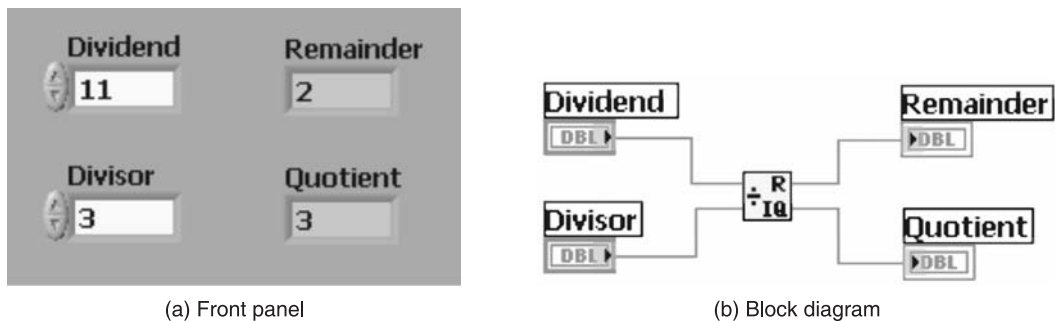 Dividend
11
Remainder
2
Divisor
3
Quotient
3
(a) Front panel
Dividend
DBL
Divisor
DBL
÷ R
IQ
Remainder
DBL
Quotient
DBL
(b) Block diagram